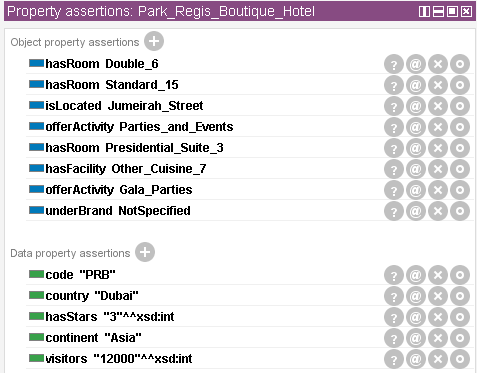 Property assertions: Park_Regis_Boutique_Hotel
Object property assertions
hasRoom Double_6
hasRoom Standard_15
isLocated Jumeirah_Street
offerActivity Parties_and_Events
hasRoom Presidential_Suite_3
hasFacility Other_Cuisine_7
offerActivity Gala_Parties
underBrand NotSpecified
Data property assertions
code "PRB"
country "Dubai"
hasStars "3"^^xsd:int
continent "Asia"
visitors "12000"^^xsd:int